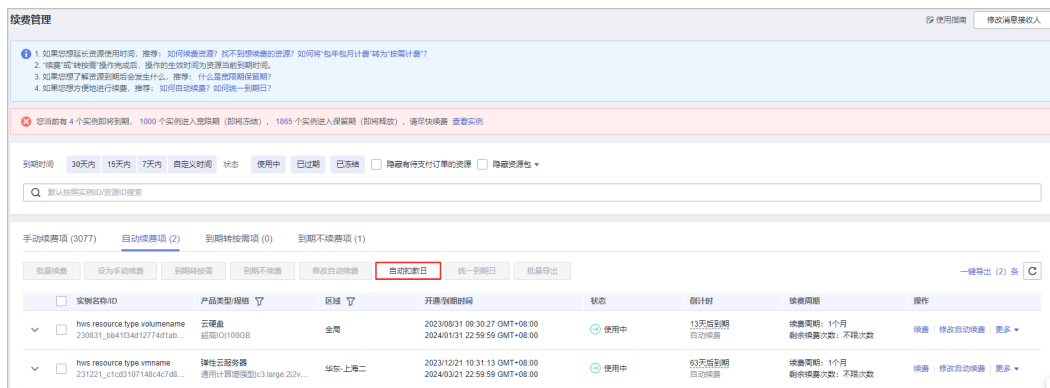 续费管理
使用指南
修改消息接收人
1. 如果您想延长资源使用时间，推荐： 如何续费资源？ 找不到想续费的资源？ 如何将“包年包月计费”转为“按需计费”？
2. “续费”或“转按需”操作完成后，操作的生效时间为资源当前到期时间。
3. 如果您想了解资源到期后会发生什么，推荐： 什么是宽限期保留期？
4. 如果您想方便地进行续费，推荐： 如何自动续费？ 如何统一到期日？
您当前有 4 个实例即将到期， 1000 个实例进入宽限期（即将冻结）， 1865 个实例进入保留期（即将释放），请尽快续费 查看实例
到期时间 30天内 15天内 7天内 自定义时间 状态 使用中 已过期 已冻结 隐藏有待支付订单的资源 隐藏资源包
默认按照实例ID/资源ID搜索
手动续费项 (3077) 自动续费项 (2) 到期转按需项 (0) 到期不续费项 (1)
批量续费 设为手动续费 到期转按需 到期不续费 修改自动续费 自动扣款日 统一到期日 批量导出 一键导出（2）条
实例名称/ID 产品类型/规格 区域 开通/到期时间 状态 倒计时 续费周期 操作
hws.resource.type.volumename 云硬盘 全局 2023/08/31 09:30:27 GMT+08:00 使用中 13天后到期 续费周期：1个月 续费 修改自动续费 更多
230831_bb41f34d12774d1ab... 超高IO|100GB 2024/01/31 22:59:59 GMT+08:00 自动续费 剩余续费次数：不限次数
hws.resource.type.vmname 弹性云服务器 华东-上海二 2023/12/21 10:31:13 GMT+08:00 使用中 63天后到期 续费周期：1个月 续费 修改自动续费 更多
231221_c1cd3107148c4c7d8... 通用计算增强型|c3.large.2|2v... 2024/03/21 22:59:59 GMT+08:00 自动续费 剩余续费次数：不限次数